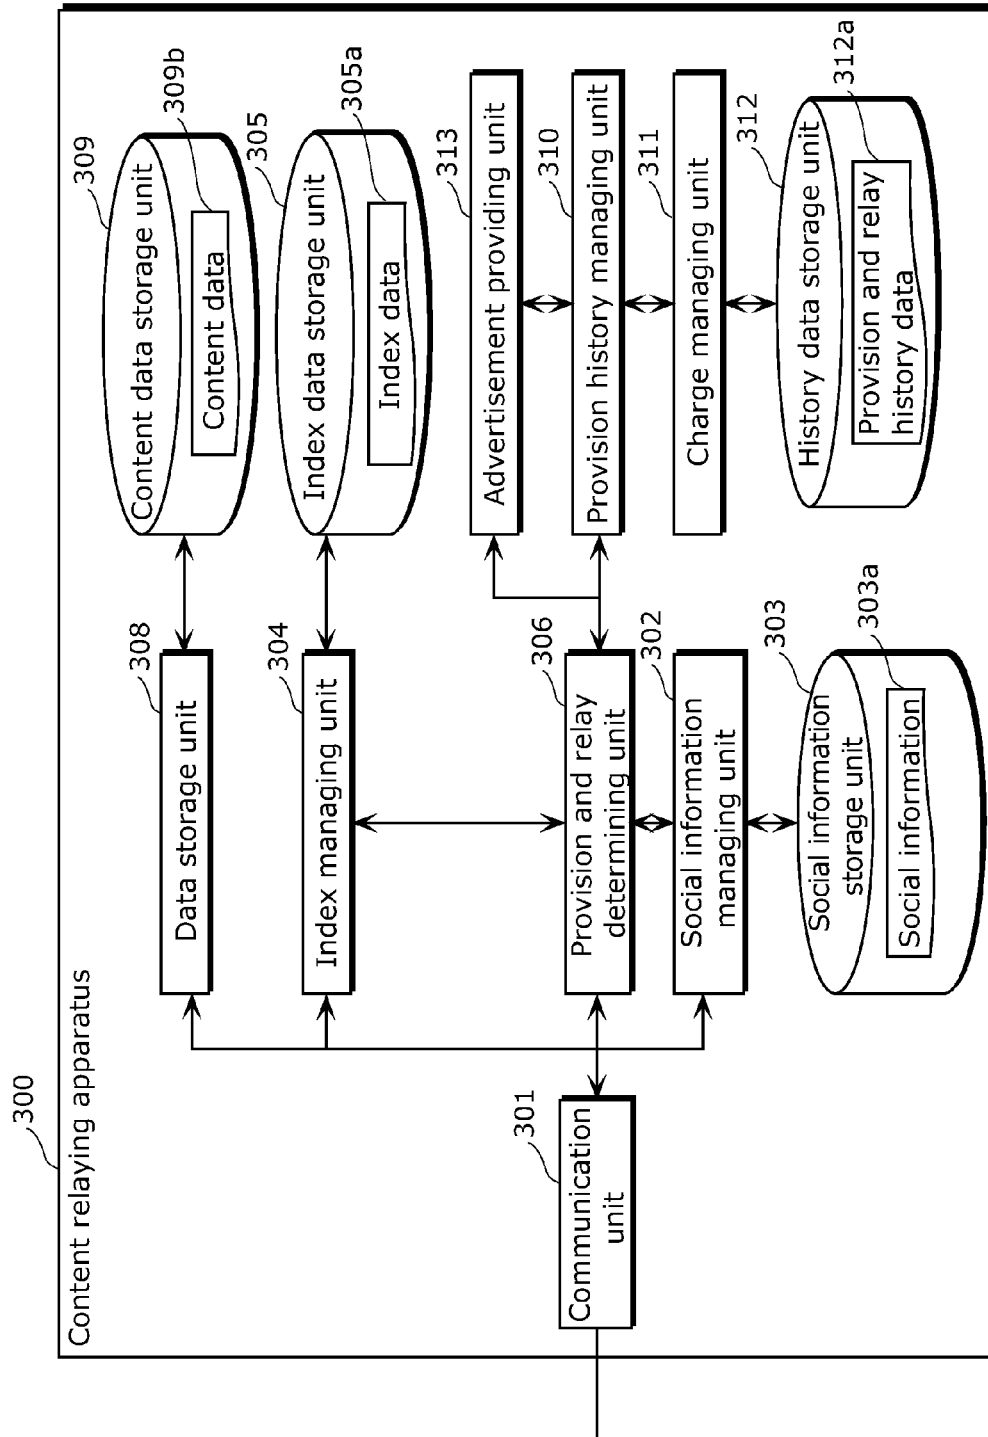 300
Content relaying apparatus
301
Communication
unit
308
Data storage unit
304
Index managing unit
306
Provision and relay
determining unit
302
Social information
managing unit
303
Social information
storage unit
303a
Social information
309
Content data storage unit
309b
Content data
305
Index data storage unit
305a
Index data
313
Advertisement providing unit
310
Provision history managing unit
311
Charge managing unit
312
History data storage unit
312a
Provision and relay
history data